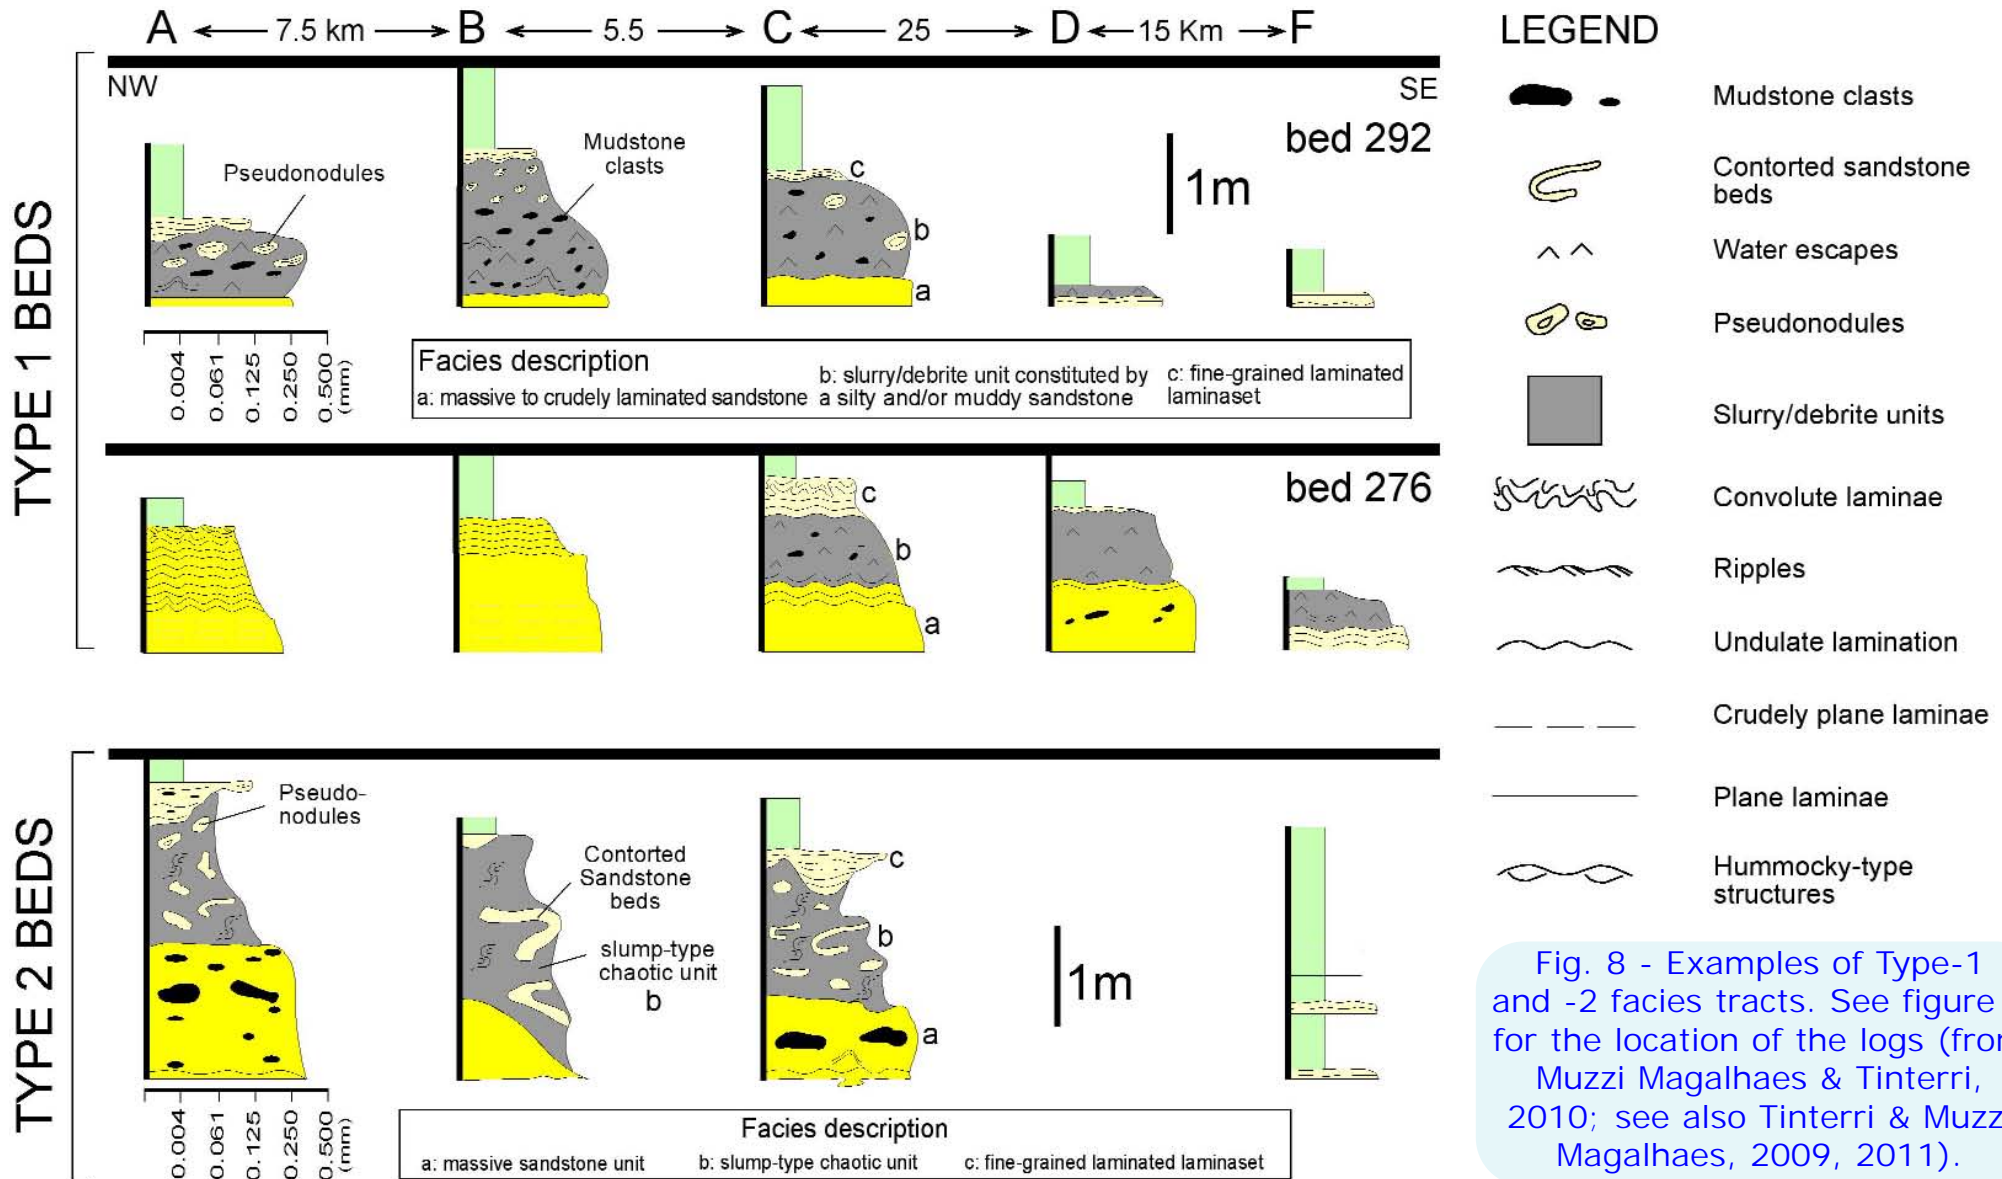 A 7.5 km B 5.5 C 25 D 15 Km F
NW SE
TYPE 1 BEDS
bed 292
Pseudonodules
Mudstone
clasts
c
b
a
1m
0.004
0.061
0.125
0.250
0.500
(mm)
Facies description
a: massive to crudely laminated sandstone
b: slurry/debrite unit constituted by
a silty and/or muddy sandstone
c: fine-grained laminated
laminaset
bed 276
c
b
a
TYPE 2 BEDS
Pseudo-
nodules
Contorted
Sandstone
beds
slump-type
chaotic unit
b
c
b
a
1m
0.004
0.061
0.125
0.250
0.500
(mm)
Facies description
a: massive sandstone unit b: slump-type chaotic unit c: fine-grained laminated laminaset
LEGEND
Mudstone clasts
Contorted sandstone
beds
Water escapes
Pseudonodules
Slurry/debrite units
Convolute laminae
Ripples
Undulate lamination
Crudely plane laminae
Plane laminae
Hummocky-type
structures
Fig. 8 - Examples of Type-1
and -2 facies tracts. See figure
for the location of the logs
Muzzi Magalhaes & Tinterri,
2010; see also Tinterri &
Magalhaes, 2009, 2011).